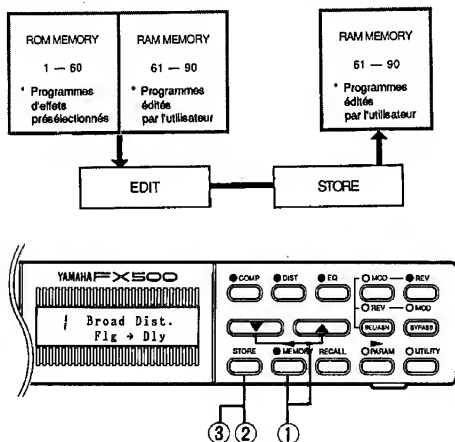 ROM MEMORY
1 — 60
* Programmes
d'effets
présélectionnés
RAM MEMORY
61 — 90
* Programmes
édités
par l'utilisateur
RAM MEMORY
61 — 90
* Programmes
édités
par l'utilisateur
EDIT
STORE
YAMAHA FX500
1 Broad Dist.
Flg → Dly
COMP DIST EQ MOD REV
REV MOD
BYPASS
STORE MEMORY RECALL PARAM UTILITY
③ ② ①